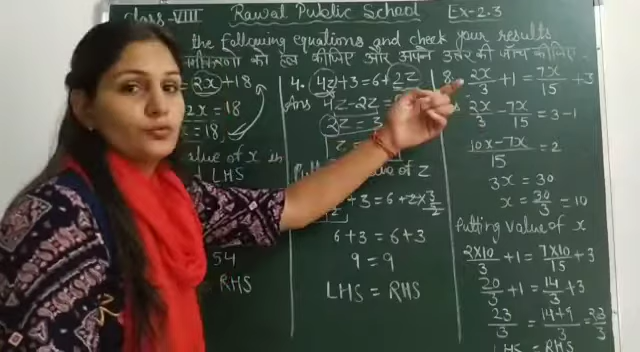 Class-VIII Rawal Public School Ex-2.3
the following equations and check your results
को हल कीजिए और अपने उत्तर की जाँच कीजिए
= 2x +18
2x = 18
= 18
value of x in
LHS
54
= RHS
4. 4z+3 = 6+2z
Ans 4z-2z =
2z = 3
z =
of z
+3 = 6+2×3/2
6+3 = 6+3
9 = 9
LHS = RHS
8. 2x/3 +1 = 7x/15 +3
2x/3 - 7x/15 = 3-1
10x-7x/15 = 2
3x = 30
x = 30/3 = 10
Putting value of x
2×10/3 +1 = 7×10/15 +3
20/3 +1 = 14/3 +3
23/3 = 14+9/3 = 23/3
LHS = RHS